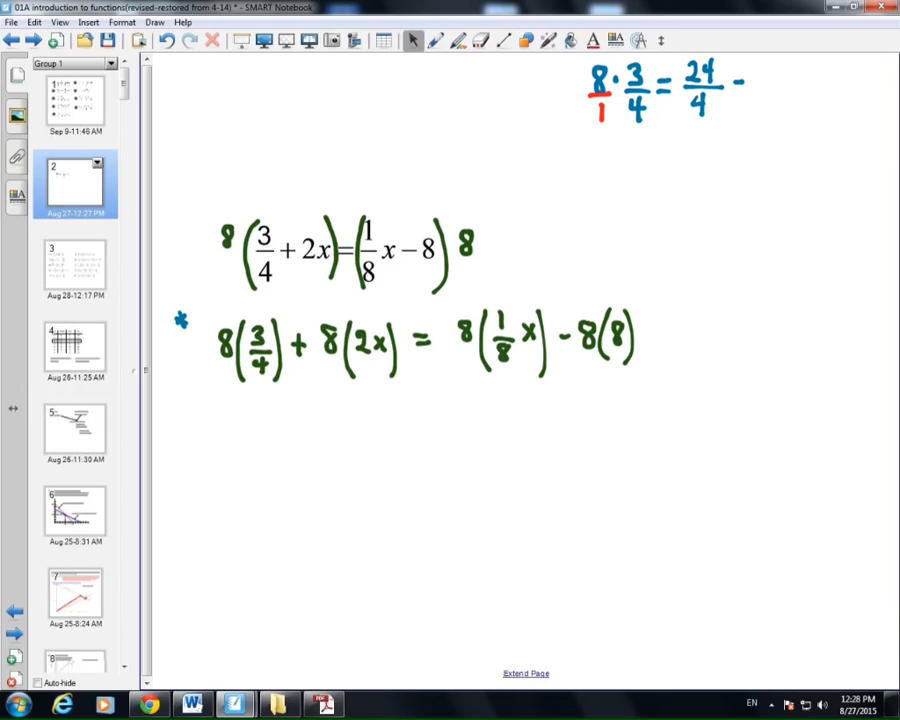 01A introduction to functions(revised-restored from 4-14) * - SMART Notebook
File Edit View Insert Format Tools Add-ons Draw Help
Group 1
1
Sep 9-11:46 AM
2
Aug 27-12:27 PM
3
Aug 28-12:17 PM
4
Aug 26-11:25 AM
5
Aug 26-11:30 AM
6
Aug 25-8:31 AM
7
Aug 25-8:24 AM
8
Auto-hide
8/1 · 3/4 = 24/4 -
8 (3/4 + 2x) = (1/8 x - 8) 8
* 8(3/4) + 8(2x) = 8(1/8 x) - 8(8)
Extend Page
EN
12:28 PM
8/27/2015